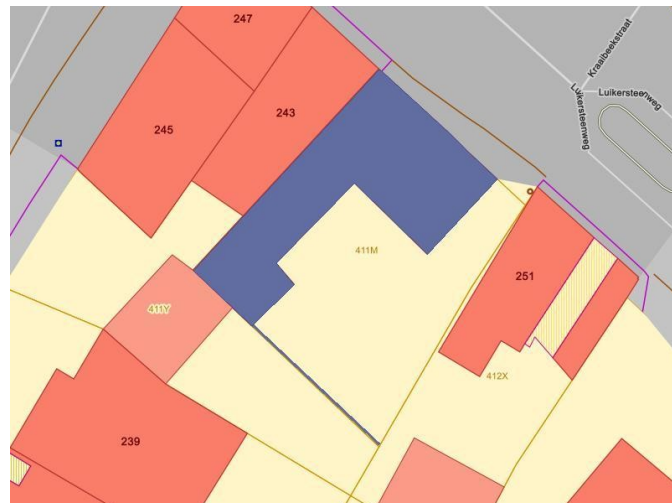 247
Kraaibeekstraat
Luikersteenweg
Luikersteenweg
243
245
411M
251
411Y
412X
239